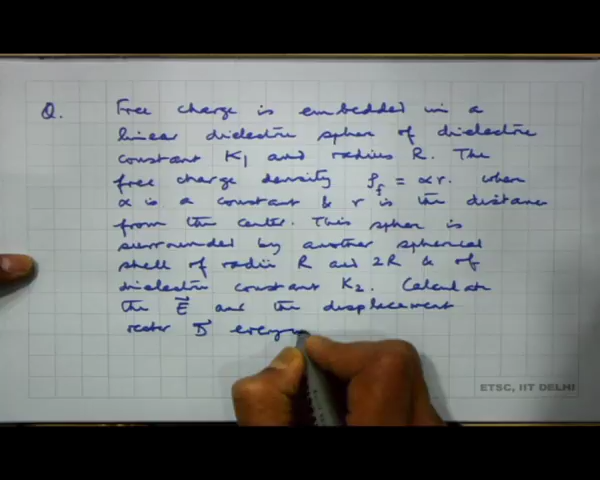 Q. Free charge is embedded in a
linear dielectric sphere of dielectric
constant K₁ and radius R. The
free charge density ρ_f = αr. where
α is a constant & r is the distance
from the center. This sphere is
surrounded by another spherical
shell of radii R and 2R & of
dielectric constant K₂. Calculate
the E⃗ and the displacement
vector D⃗ everyw
ETSC, IIT DELHI